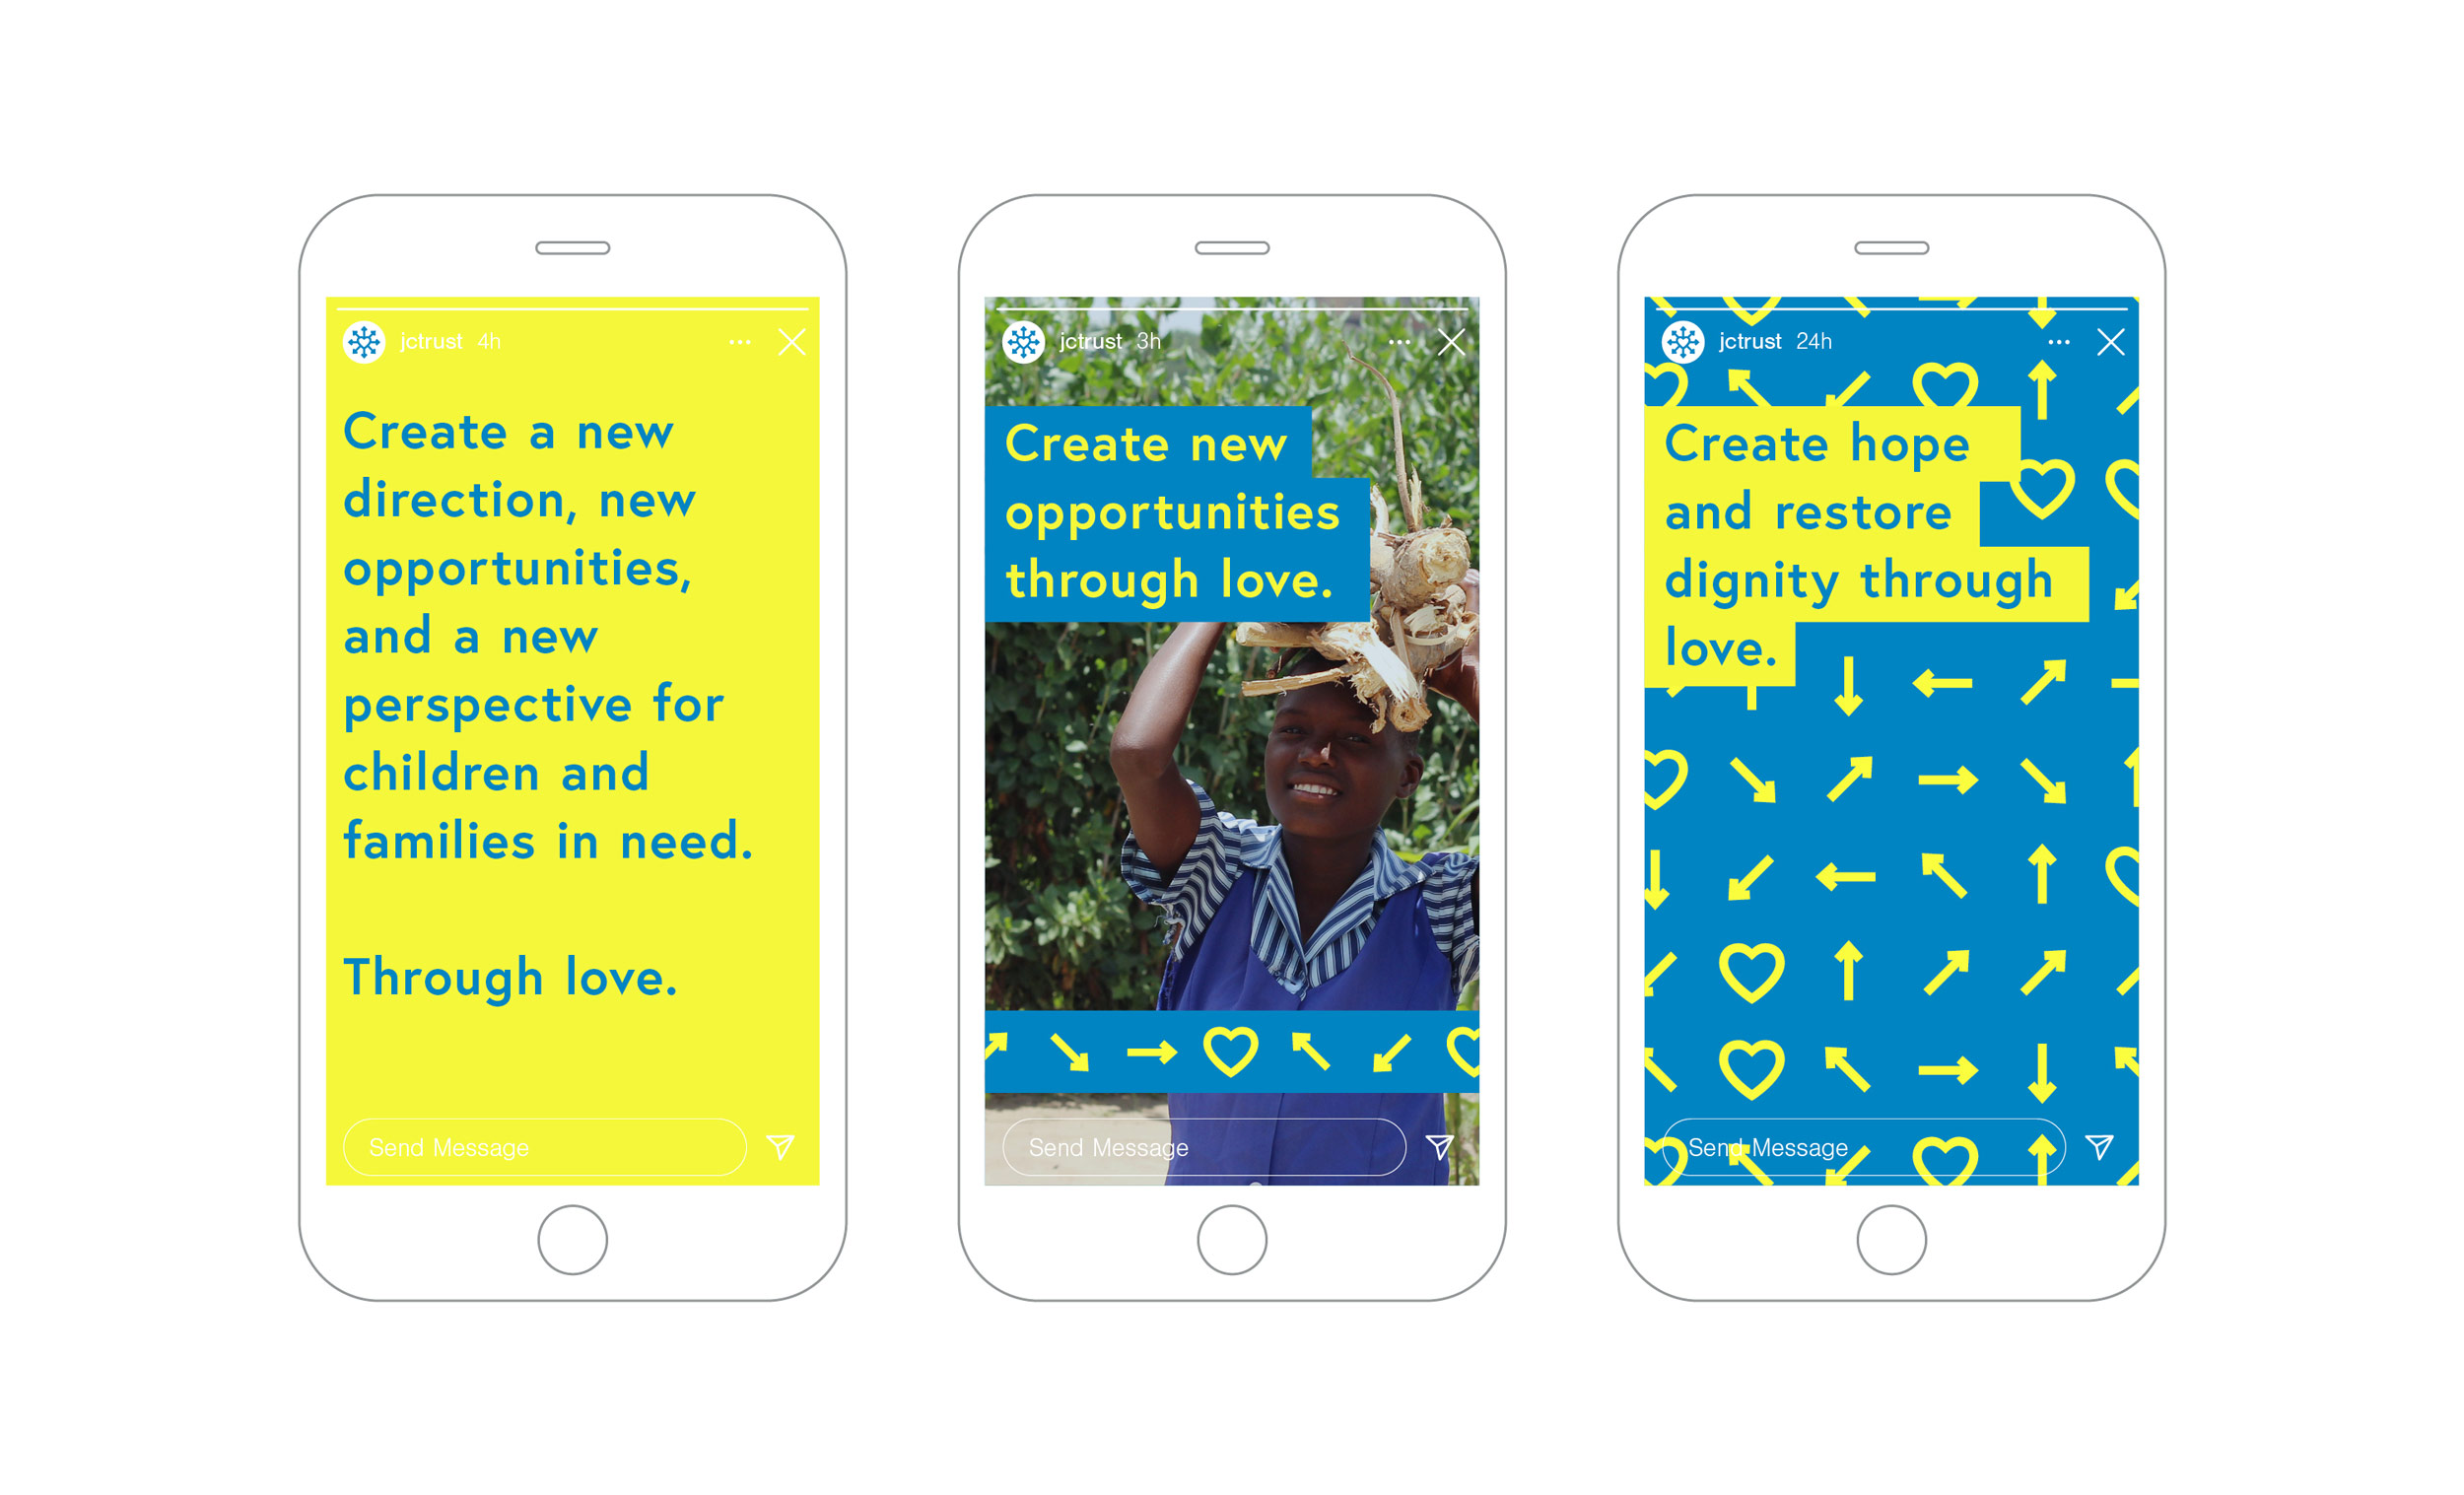 jctrust 4h
Create a new
direction, new
opportunities,
and a new
perspective for
children and
families in need.
Through love.
Send Message
jctrust 3h
Create new
opportunities
through love.
Send Message
jctrust 24h
Create hope
and restore
dignity through
love.
Send Message